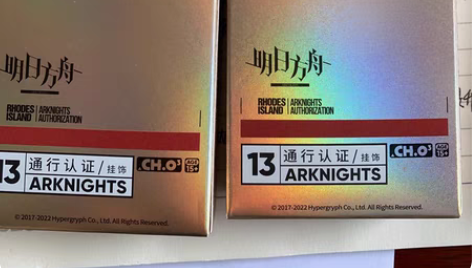 明日方舟
RHODES ISLAND
ARKNIGHTS AUTHORIZATION
13
通行认证/挂饰
ARKNIGHTS
.CH.O³
AGE 15+
© 2017-2022 Hypergryph Co., Ltd. All Rights Reserved.
明日方舟
RHODES ISLAND
ARKNIGHTS AUTHORIZATION
13
通行认证/挂饰
ARKNIGHTS
.CH.O³
AGE 15+
© 2017-2022 Hypergryph Co., Ltd. All Rights Reserved.